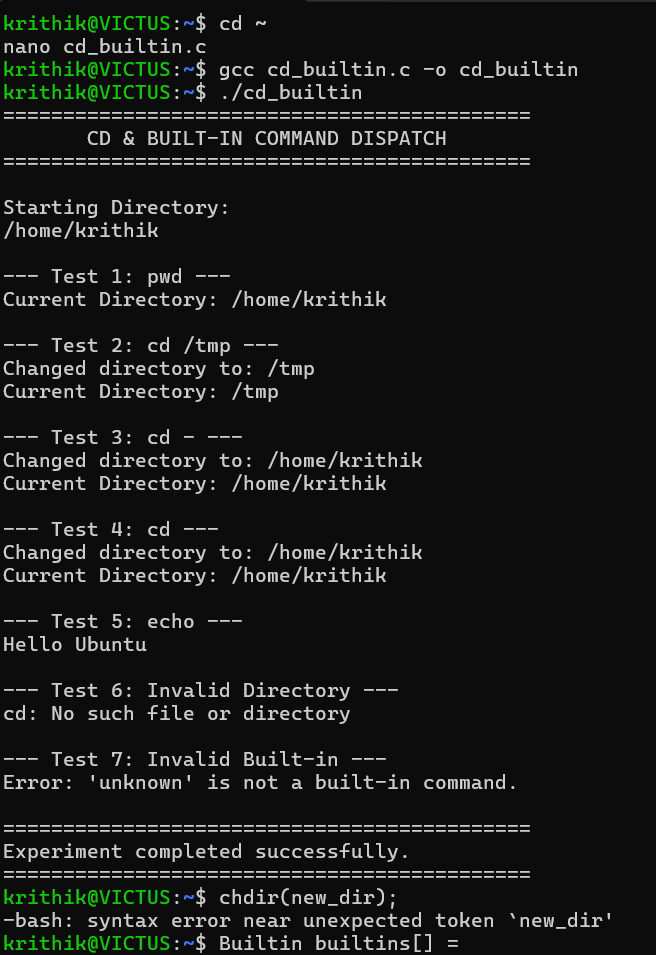 krithik@VICTUS:~$ cd ~
nano cd_builtin.c
krithik@VICTUS:~$ gcc cd_builtin.c -o cd_builtin
krithik@VICTUS:~$ ./cd_builtin
============================================
       CD & BUILT-IN COMMAND DISPATCH
============================================

Starting Directory:
/home/krithik

--- Test 1: pwd ---
Current Directory: /home/krithik

--- Test 2: cd /tmp ---
Changed directory to: /tmp
Current Directory: /tmp

--- Test 3: cd - ---
Changed directory to: /home/krithik
Current Directory: /home/krithik

--- Test 4: cd ---
Changed directory to: /home/krithik
Current Directory: /home/krithik

--- Test 5: echo ---
Hello Ubuntu

--- Test 6: Invalid Directory ---
cd: No such file or directory

--- Test 7: Invalid Built-in ---
Error: 'unknown' is not a built-in command.

============================================
Experiment completed successfully.
============================================
krithik@VICTUS:~$ chdir(new_dir);
-bash: syntax error near unexpected token `new_dir'
krithik@VICTUS:~$ Builtin builtins[] =